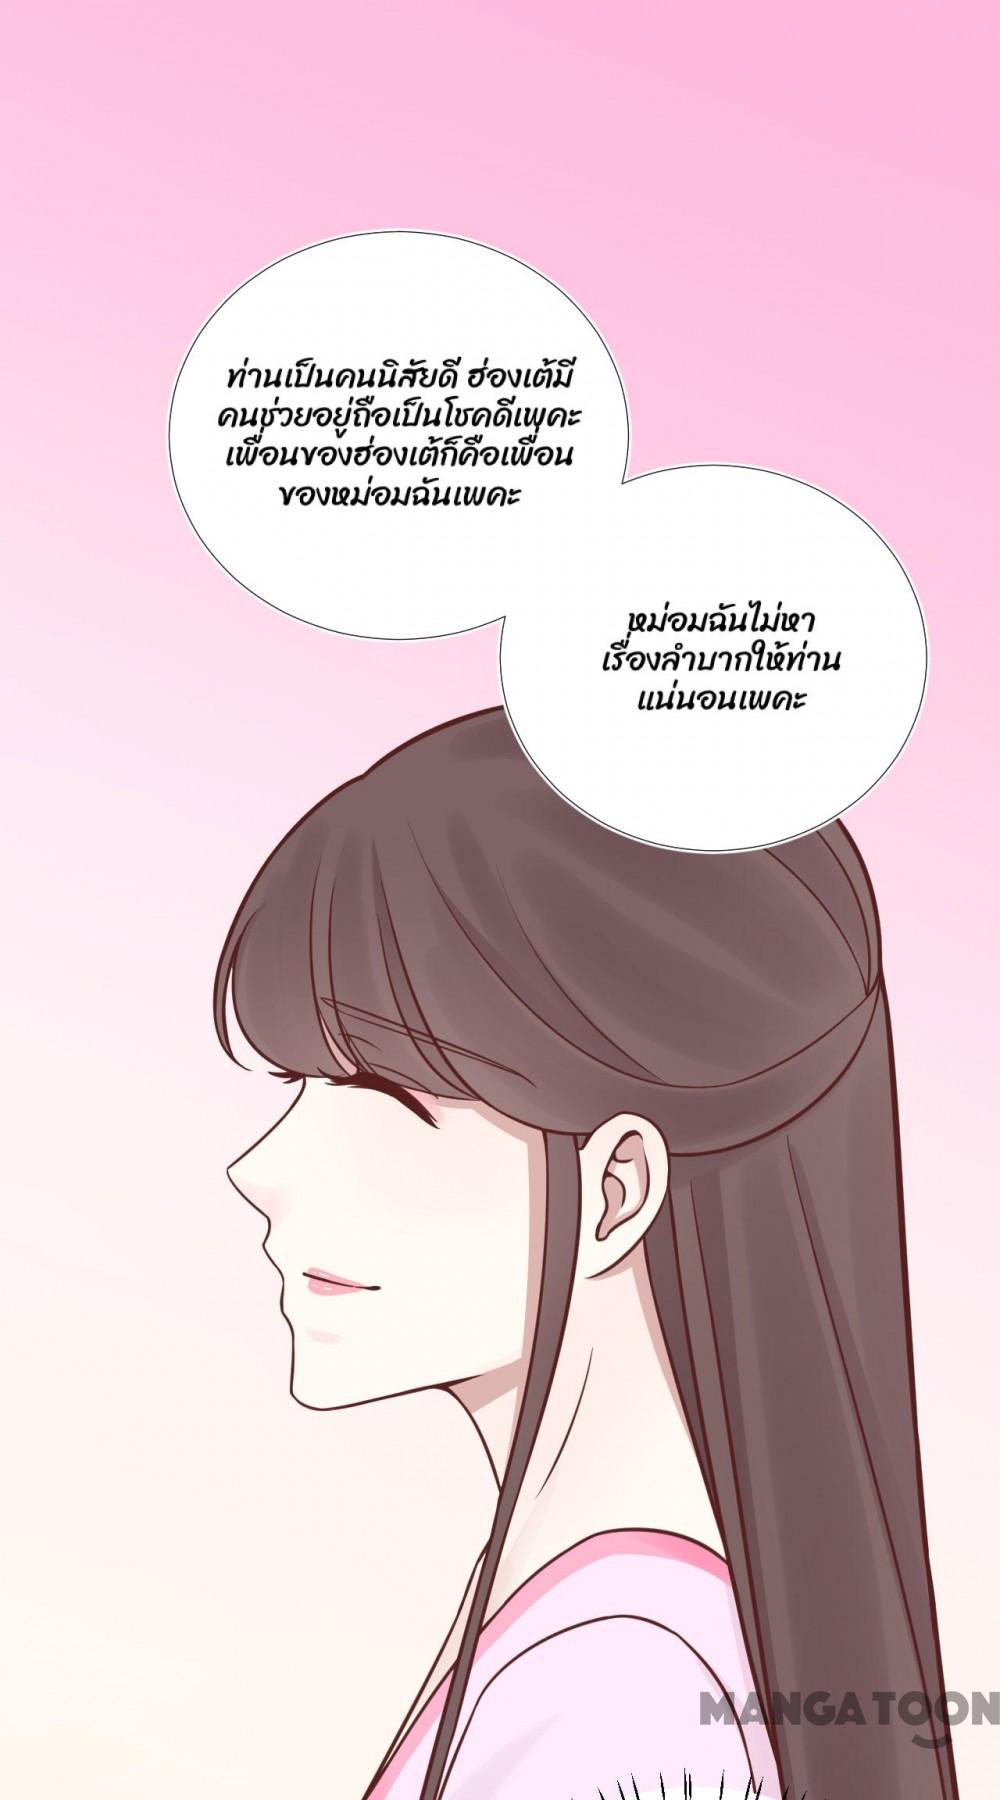 ท่านเป็นคนนิสัยดี ฮ่องเต้มี
คนช่วยอยู่ถือเป็นโชคดีเพคะ
เพื่อนของฮ่องเต้ก็คือเพื่อน
ของหม่อมฉันเพคะ
หม่อมฉันไม่หา
เรื่องลำบากให้ท่าน
แน่นอนเพคะ
MANGATOON